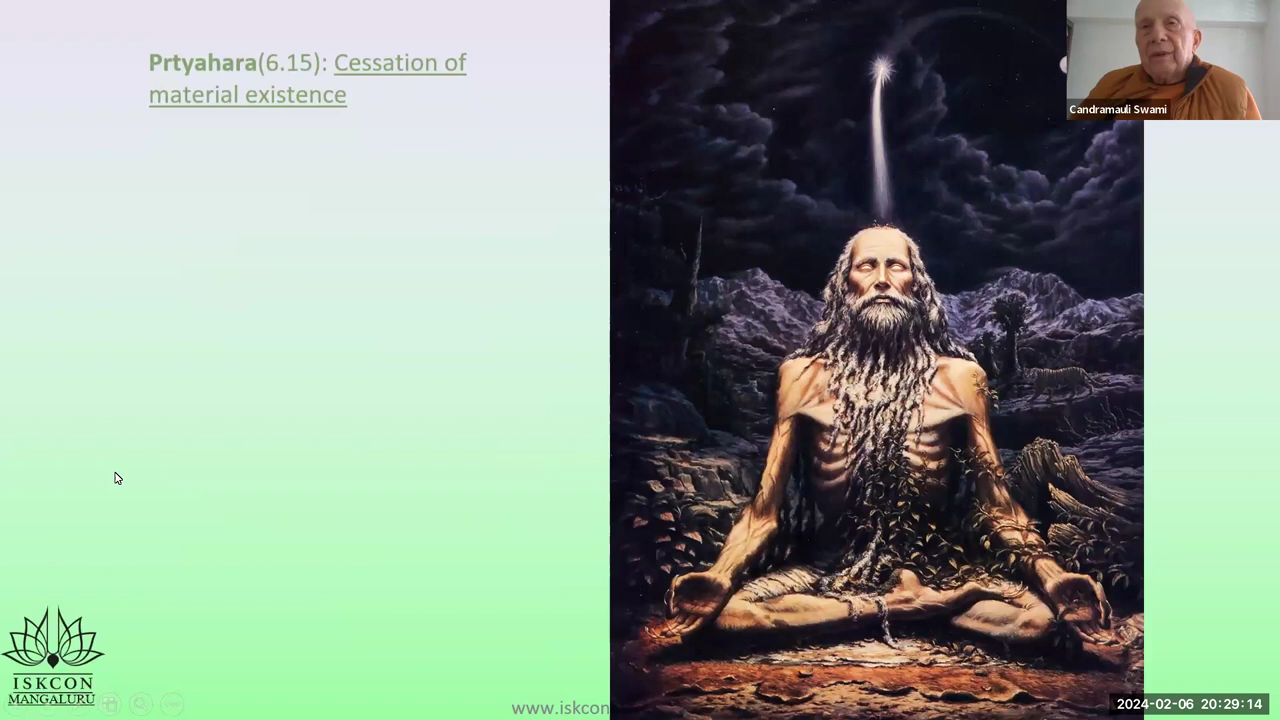 Prtyahara(6.15): Cessation of
material existence
Candramauli Swami
ISKCON
MANGALURU
www.iskcon
2024-02-06 20:29:14